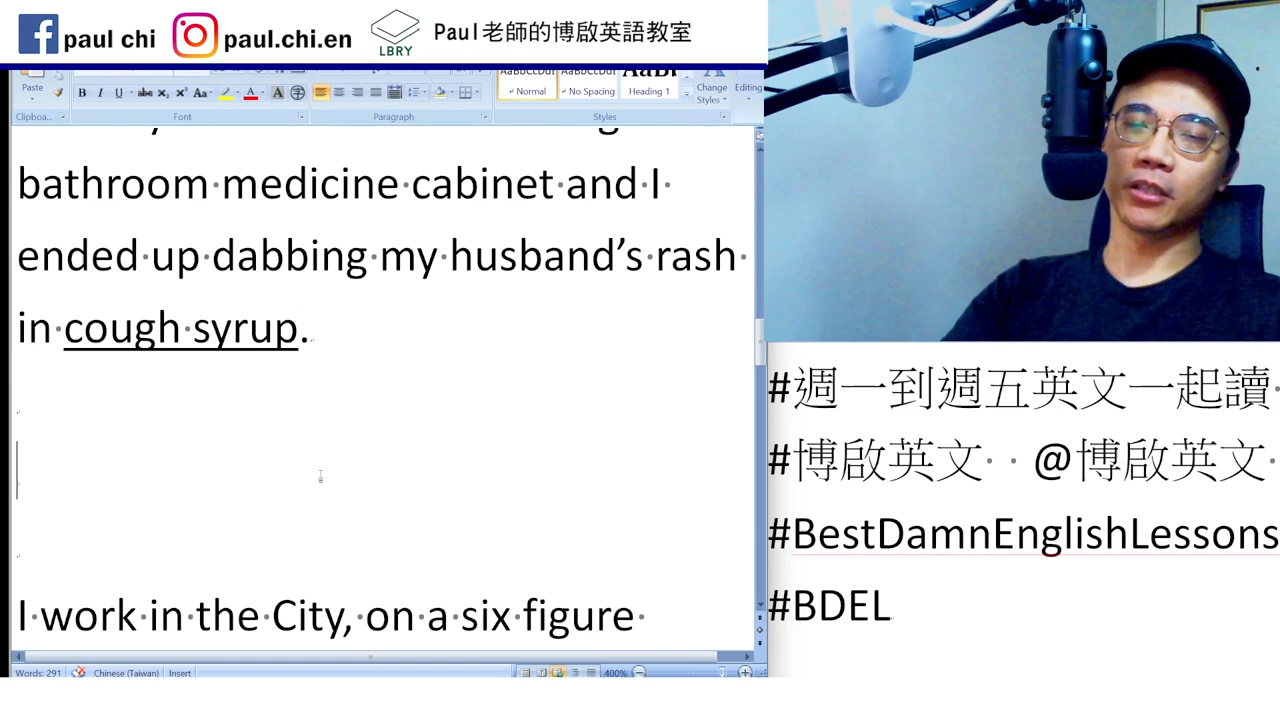 paul chi
paul.chi.en
LBRY
Paul老師的博啟英語教室
Paste
Normal
No Spacing
Heading 1
Change Styles
Editing
Clipboa...
Font
Paragraph
Styles
bathroom medicine cabinet and I
ended up dabbing my husband’s rash
in cough syrup.
I work in the City, on a six figure
Words: 291
Chinese (Taiwan)
Insert
400%
#週一到週五英文一起讀
#博啟英文 @博啟英文
#BestDamnEnglishLessons
#BDEL